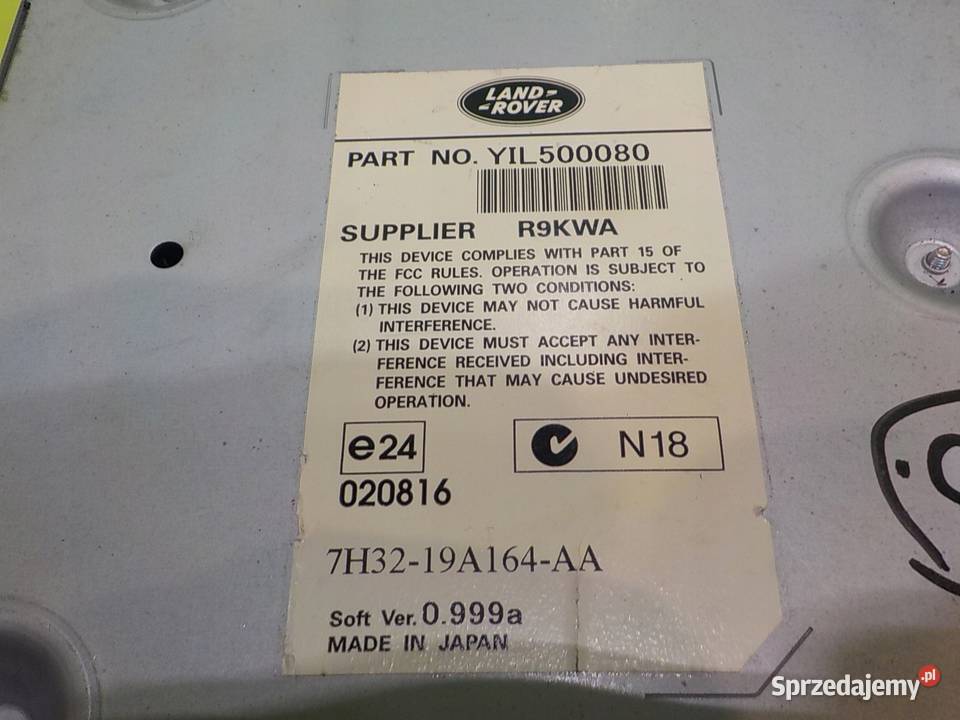 LAND-
-ROVER
PART NO. YIL500080
SUPPLIER R9KWA
THIS DEVICE COMPLIES WITH PART 15 OF
THE FCC RULES. OPERATION IS SUBJECT TO
THE FOLLOWING TWO CONDITIONS:
(1) THIS DEVICE MAY NOT CAUSE HARMFUL
INTERFERENCE.
(2) THIS DEVICE MUST ACCEPT ANY INTER-
FERENCE RECEIVED INCLUDING INTER-
FERENCE THAT MAY CAUSE UNDESIRED
OPERATION.
e24
N18
020816
7H32-19A164-AA
Soft Ver. 0.999a
MADE IN JAPAN
Sprzedajemy.pl